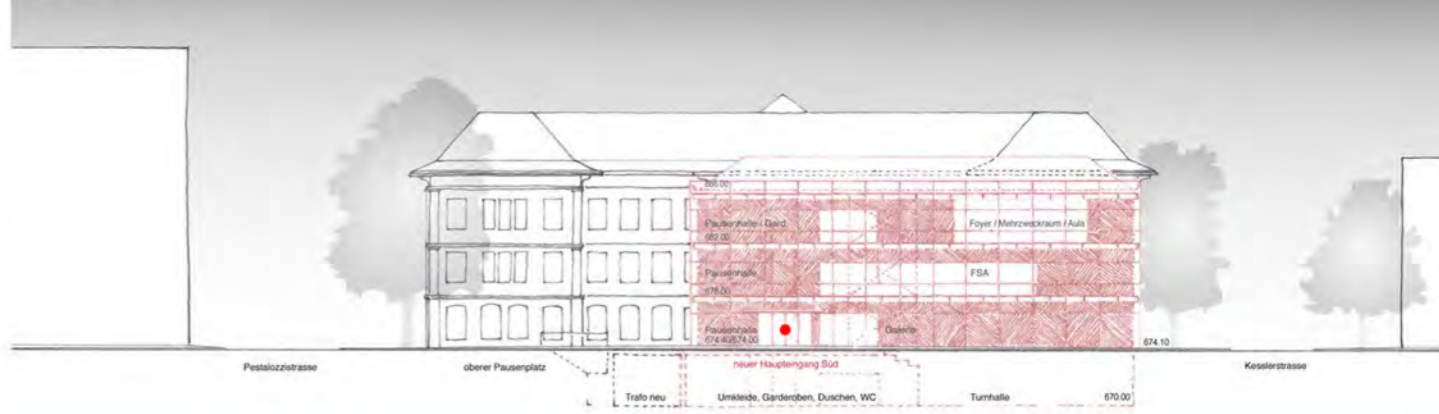 686.00
Pausenhalle / Gard.
Foyer / Mehrzweckraum / Aula
682.00
Pausenhalle
FSA
678.00
Pausenhalle
Galerie
674.40/674.00
674.10
Pestalozzistrasse
oberer Pausenplatz
neuer Haupteingang Süd
Kesslerstrasse
Trafo neu
Umkleide, Garderoben, Duschen, WC
Turnhalle
670.00